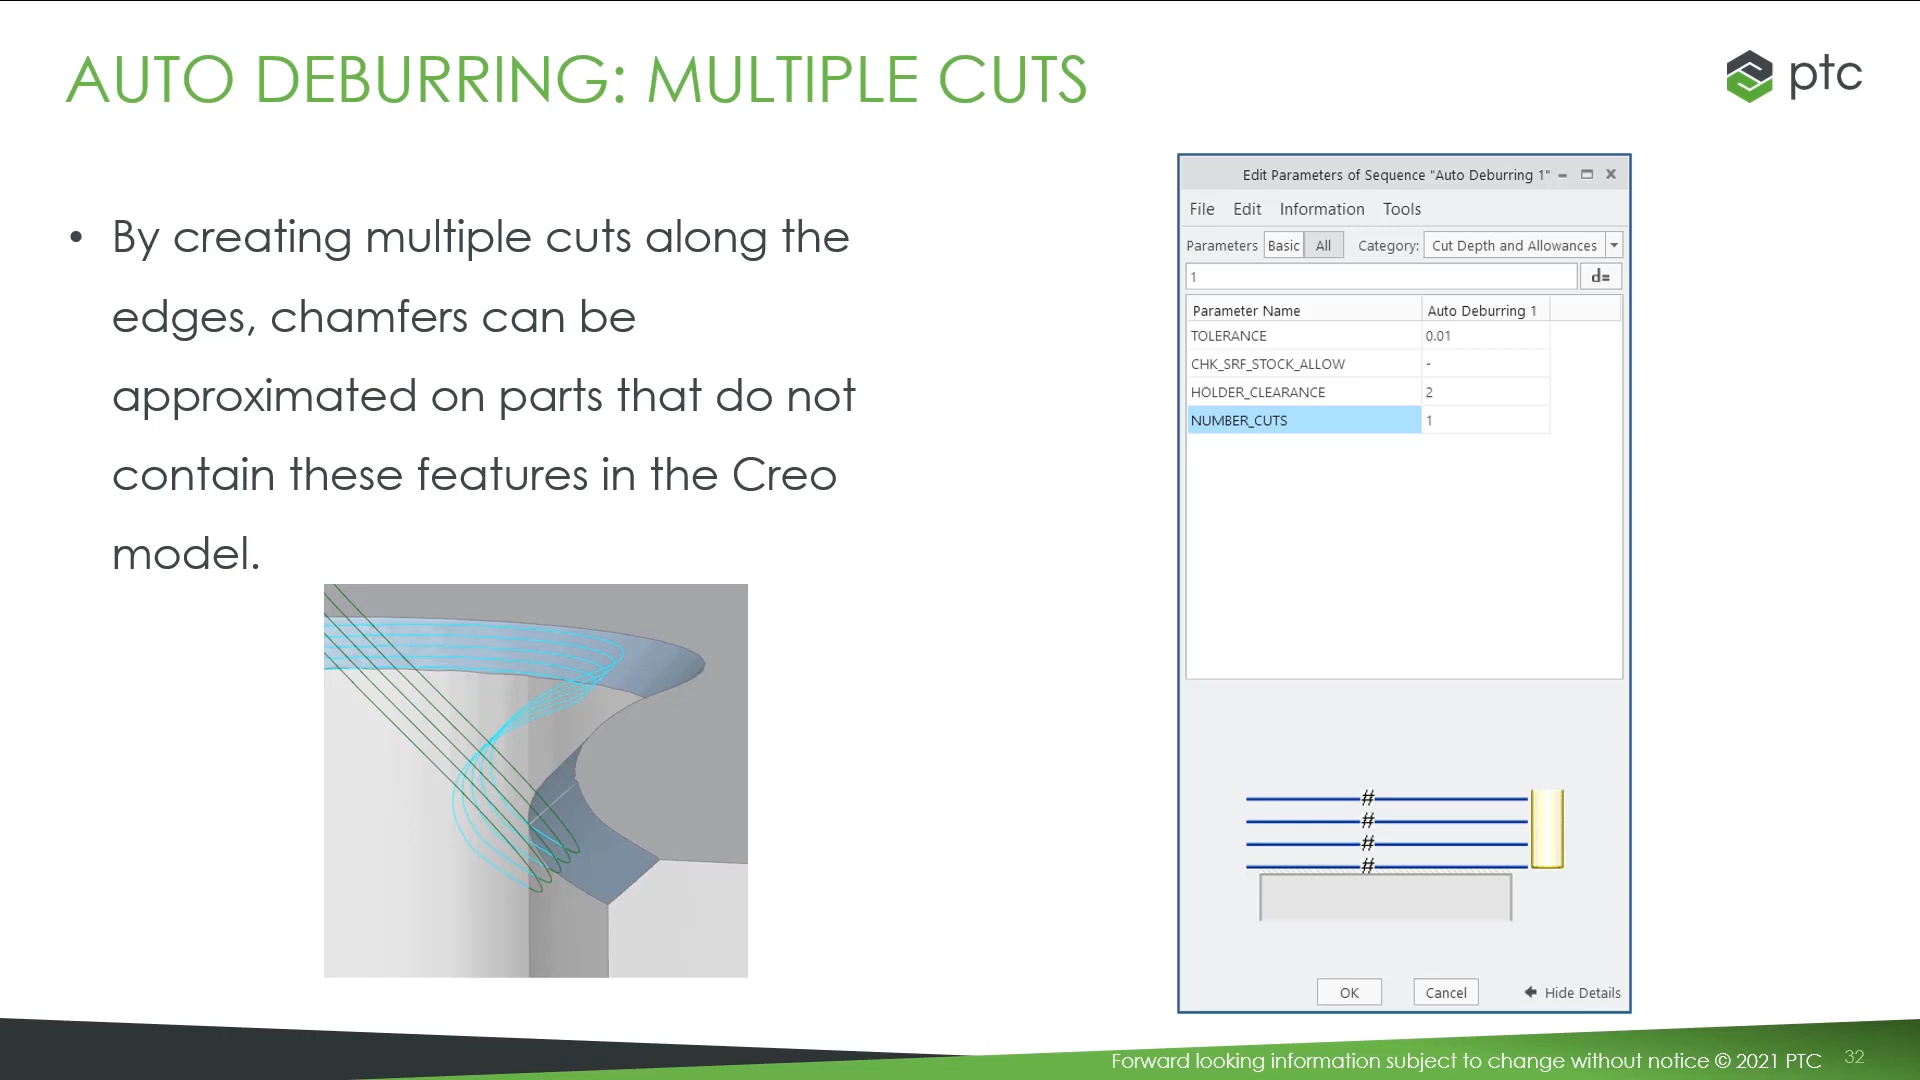 AUTO DEBURRING: MULTIPLE CUTS
ptc
• By creating multiple cuts along the
edges, chamfers can be
approximated on parts that do not
contain these features in the Creo
model.
Edit Parameters of Sequence "Auto Deburring 1"
File Edit Information Tools
Parameters Basic All Category: Cut Depth and Allowances
1
d=
Parameter Name Auto Deburring 1
TOLERANCE 0.01
CHK_SRF_STOCK_ALLOW -
HOLDER_CLEARANCE 2
NUMBER_CUTS 1
#
#
#
#
OK Cancel Hide Details
Forward looking information subject to change without notice © 2021 PTC 32